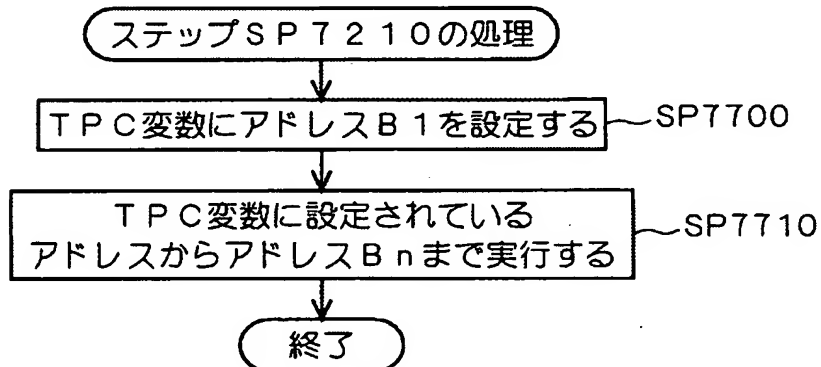 ステップSP7210の処理
TPC変数にアドレスB1を設定する
SP7700
TPC変数に設定されている
アドレスからアドレスBnまで実行する
SP7710
終了